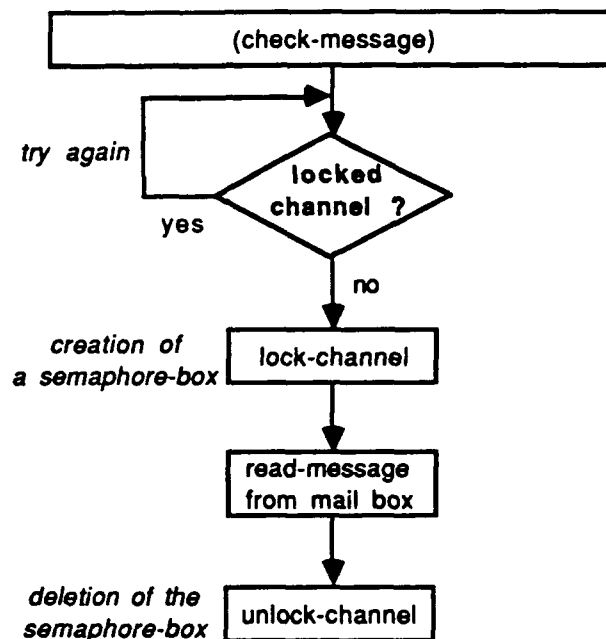 (check-message)
try again
locked
channel ?
yes
no
creation of
a semaphore-box
lock-channel
read-message
from mail box
deletion of the
semaphore-box
unlock-channel